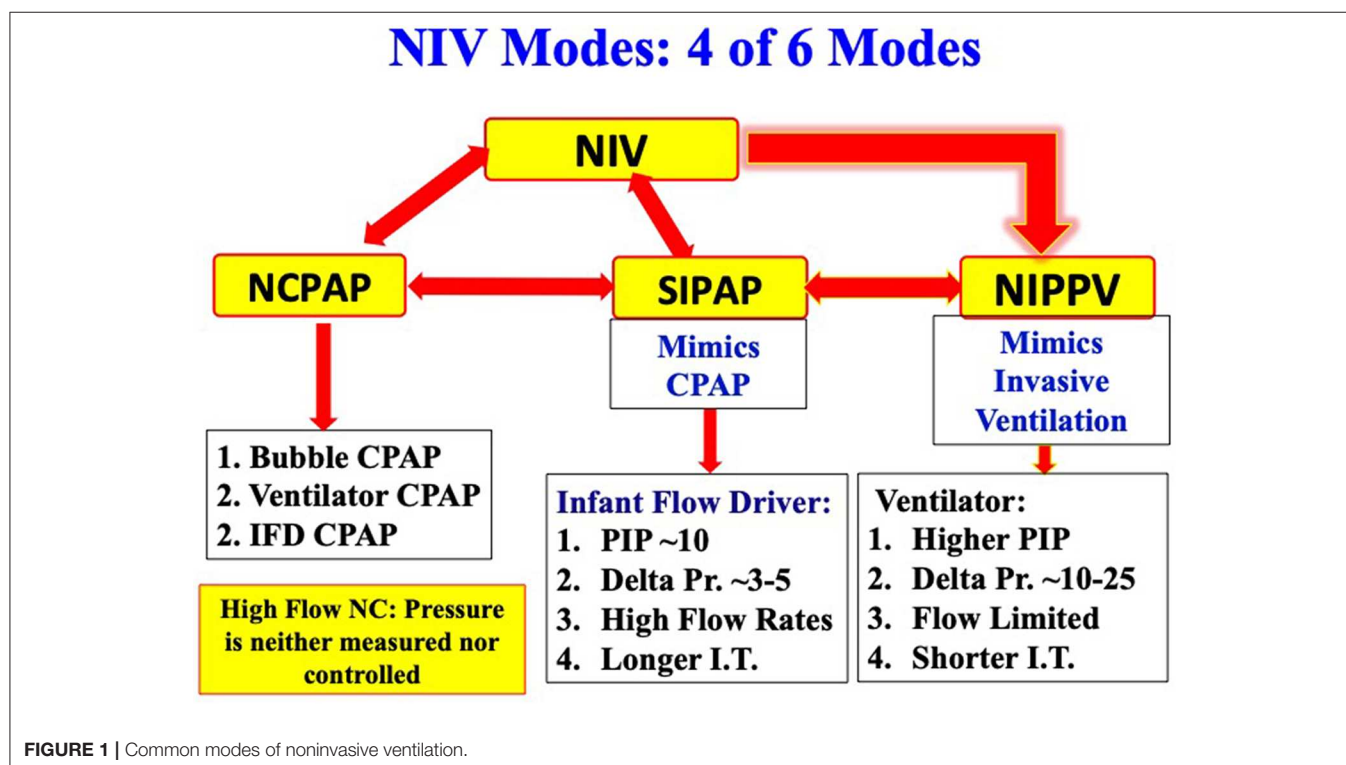 NIV Modes: 4 of 6 Modes
NIV
NCPAP
SIPAP
NIPPV
Mimics
CPAP
Mimics
Invasive
Ventilation
1. Bubble CPAP
2. Ventilator CPAP
2. IFD CPAP
High Flow NC: Pressure
is neither measured nor
controlled
Infant Flow Driver:
1. PIP ~10
2. Delta Pr. ~3-5
3. High Flow Rates
4. Longer I.T.
Ventilator:
1. Higher PIP
2. Delta Pr. ~10-25
3. Flow Limited
4. Shorter I.T.
FIGURE 1 | Common modes of noninvasive ventilation.